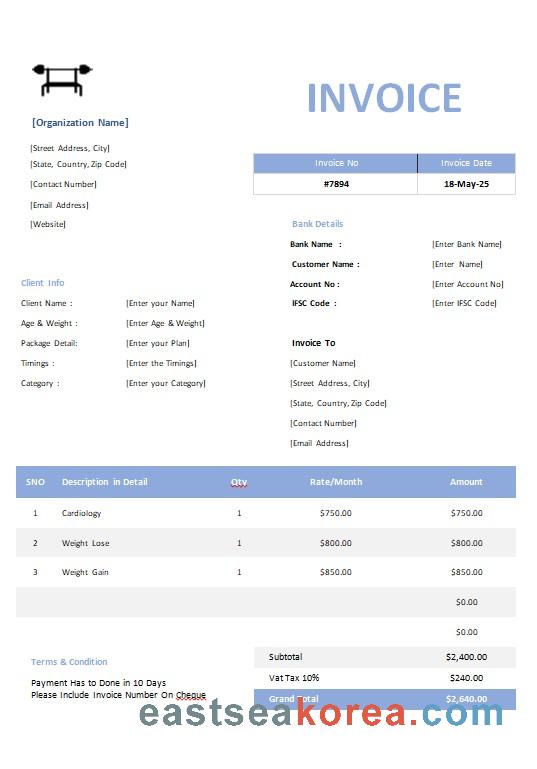 INVOICE
[Organization Name]
[Street Address, City]
[State, Country, Zip Code]
[Contact Number]
[Email Address]
[Website]
Invoice No Invoice Date
#7894 18-May-25
Bank Details
Bank Name : [Enter Bank Name]
Customer Name : [Enter Name]
Account No : [Enter Account No]
IFSC Code : [Enter IFSC Code]
Client Info
Client Name : [Enter your Name]
Age & Weight : [Enter Age & Weight]
Package Detail: [Enter your Plan]
Timings : [Enter the Timings]
Category : [Enter your Category]
Invoice To
[Customer Name]
[Street Address, City]
[State, Country, Zip Code]
[Contact Number]
[Email Address]
SNO Description in Detail Qty Rate/Month Amount
1 Cardiology 1 $750.00 $750.00
2 Weight Lose 1 $800.00 $800.00
3 Weight Gain 1 $850.00 $850.00
$0.00
$0.00
Subtotal $2,400.00
Vat Tax 10% $240.00
Grand Total $2,640.00
Terms & Condition
Payment Has to Done in 10 Days
Please Include Invoice Number On Cheque
eastseakorea.com